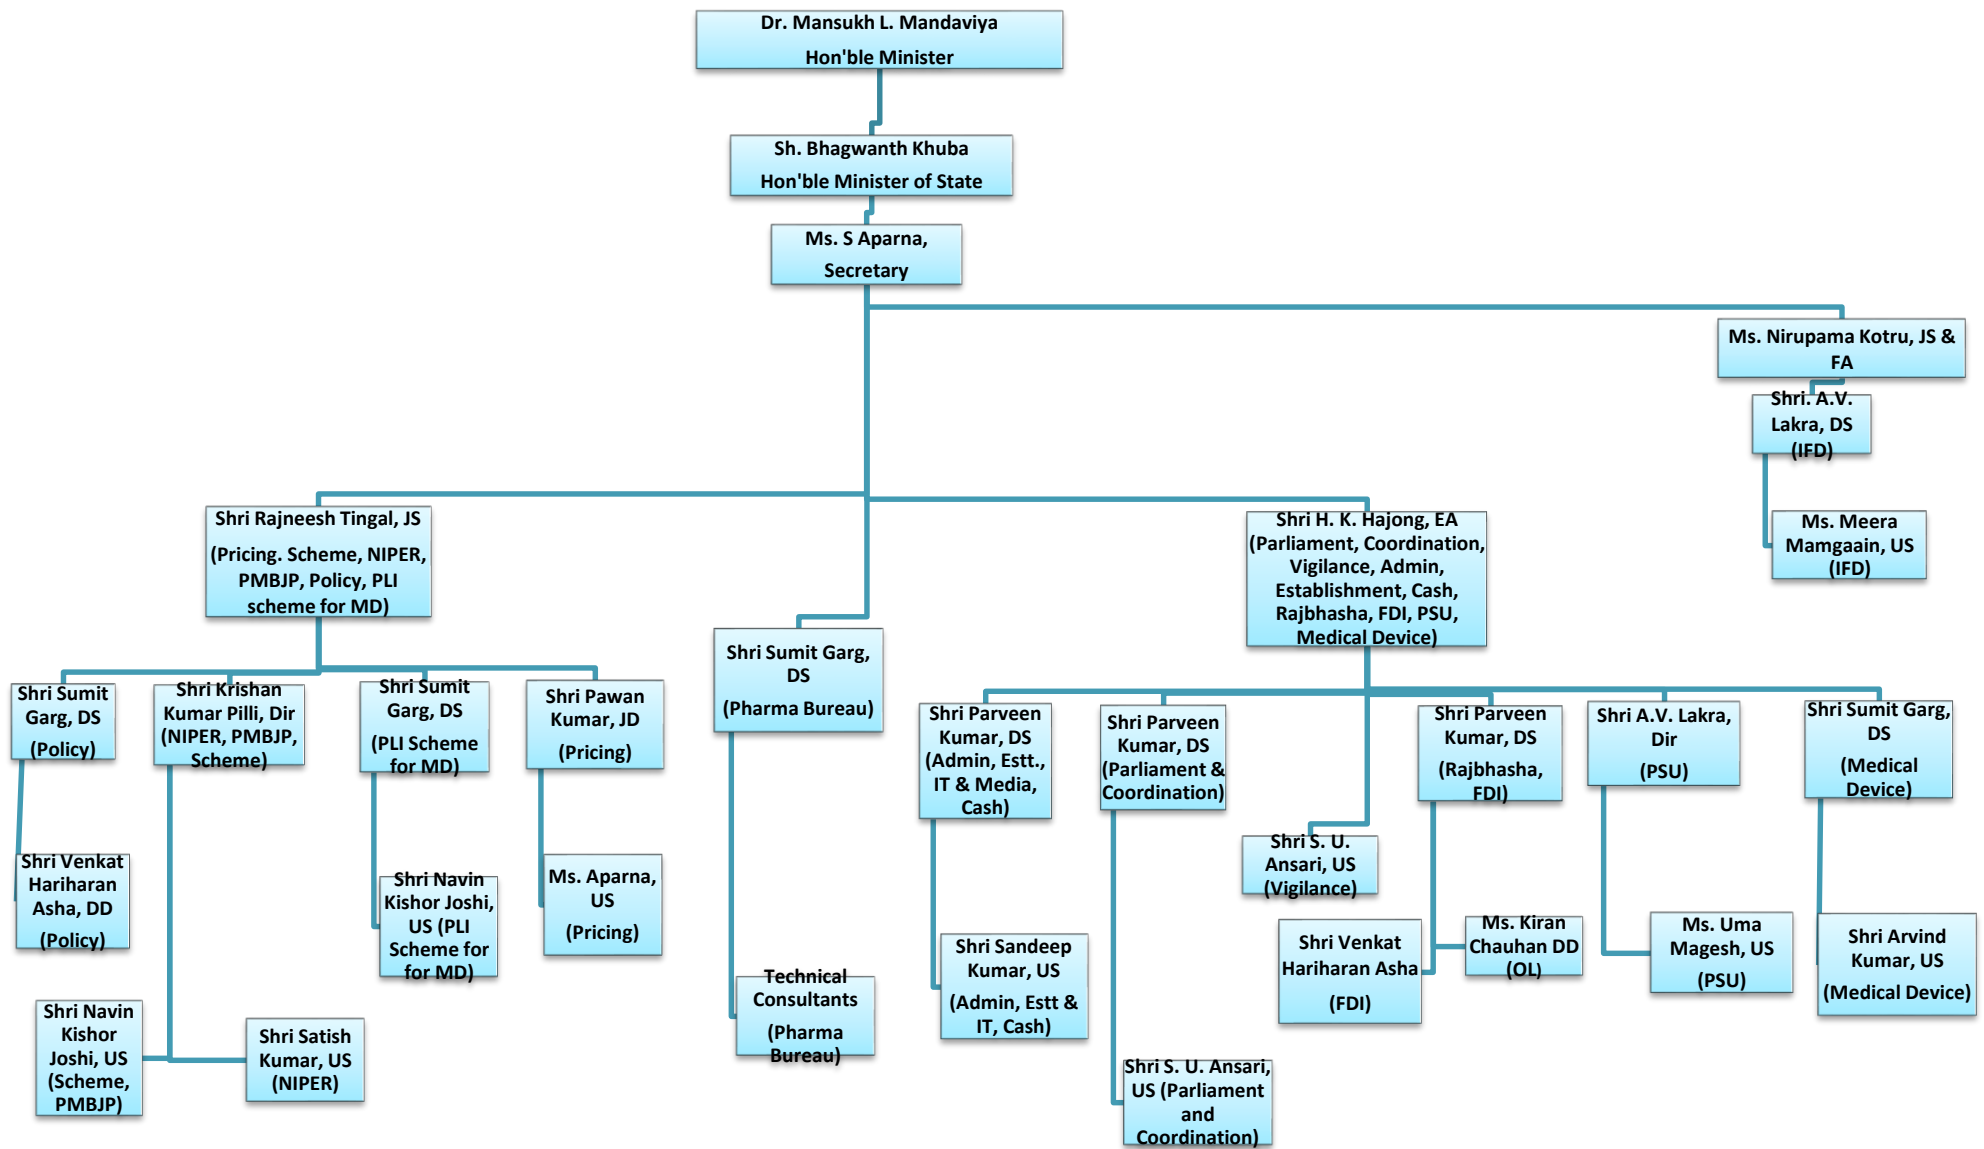 Dr. Mansukh L. Mandaviya
Hon'ble Minister
Sh. Bhagwanth Khuba
Hon'ble Minister of State
Ms. S Aparna,
Secretary
Ms. Nirupama Kotru, JS &
FA
Shri. A.V.
Lakra, DS
(IFD)
Ms. Meera
Mamgaain, US
(IFD)
Shri Rajneesh Tingal, JS
(Pricing. Scheme, NIPER,
PMBJP, Policy, PLI
scheme for MD)
Shri Sumit
Garg, DS
(Policy)
Shri Venkat
Hariharan
Asha, DD
(Policy)
Shri Krishan
Kumar Pilli, Dir
(NIPER, PMBJP,
Scheme)
Shri Navin
Kishor
Joshi, US
(Scheme,
PMBJP)
Shri Satish
Kumar, US
(NIPER)
Shri Sumit
Garg, DS
(PLI Scheme
for MD)
Shri Navin
Kishor Joshi,
US (PLI
Scheme for
for MD)
Shri Pawan
Kumar, JD
(Pricing)
Ms. Aparna,
US
(Pricing)
Shri Sumit Garg,
DS
(Pharma Bureau)
Technical
Consultants
(Pharma
Bureau)
Shri H. K. Hajong, EA
(Parliament, Coordination,
Vigilance, Admin,
Establishment, Cash,
Rajbhasha, FDI, PSU,
Medical Device)
Shri Parveen
Kumar, DS
(Admin, Estt.,
IT & Media,
Cash)
Shri Sandeep
Kumar, US
(Admin, Estt &
IT, Cash)
Shri Parveen
Kumar, DS
(Parliament &
Coordination)
Shri S. U. Ansari,
US (Parliament
and
Coordination)
Shri S. U.
Ansari, US
(Vigilance)
Shri Parveen
Kumar, DS
(Rajbhasha,
FDI)
Shri Venkat
Hariharan Asha
(FDI)
Ms. Kiran
Chauhan DD
(OL)
Shri A.V. Lakra,
Dir
(PSU)
Ms. Uma
Magesh, US
(PSU)
Shri Sumit Garg,
DS
(Medical
Device)
Shri Arvind
Kumar, US
(Medical Device)